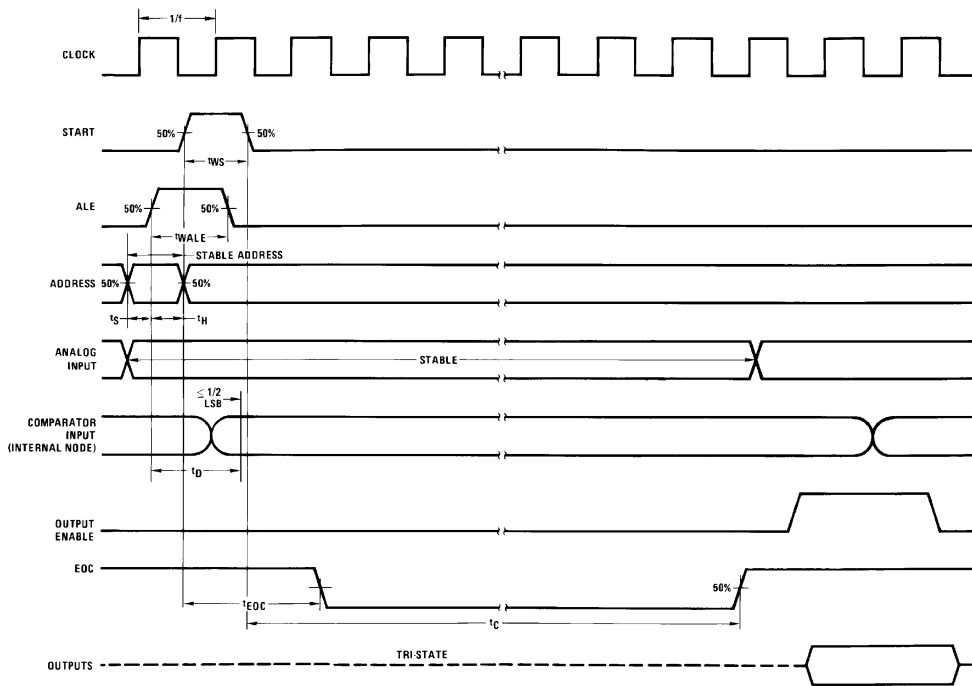 1/f
CLOCK
START
50%
50%
tWS
ALE
50%
50%
tWALE
STABLE ADDRESS
ADDRESS
50%
50%
tS
tH
ANALOG
INPUT
STABLE
≤ 1/2
LSB
COMPARATOR
INPUT
(INTERNAL NODE)
tD
OUTPUT
ENABLE
EOC
50%
tEOC
tC
TRI-STATE
OUTPUTS